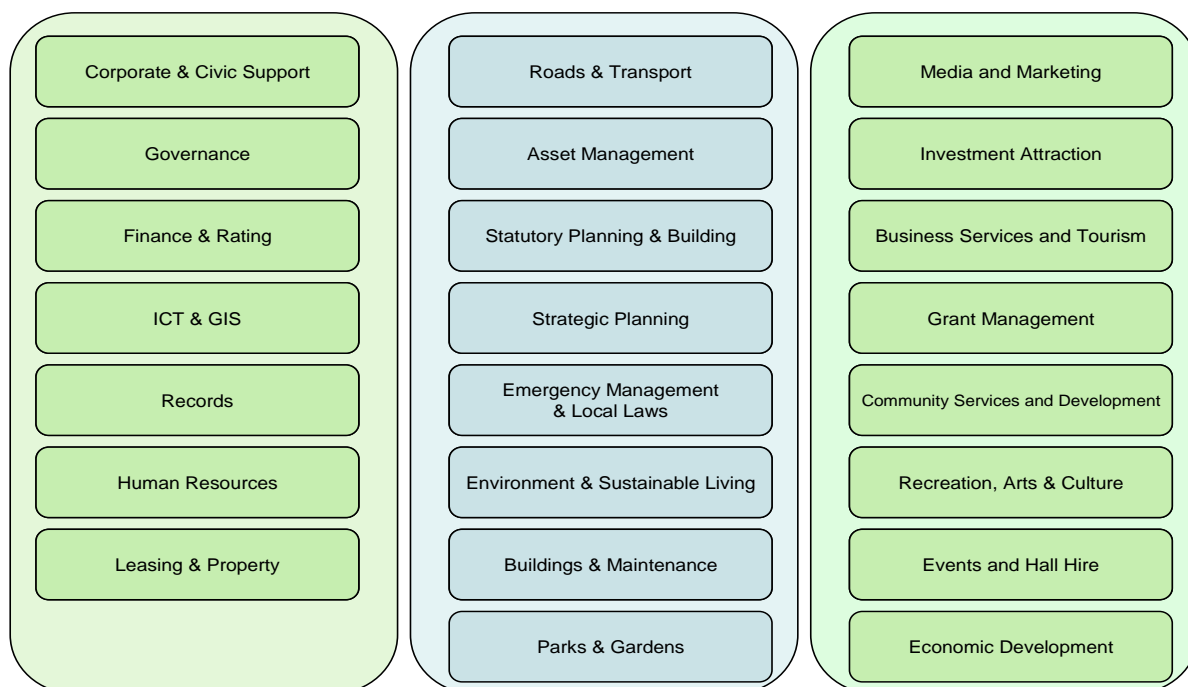 Corporate & Civic Support
Governance
Finance & Rating
ICT & GIS
Records
Human Resources
Leasing & Property
Roads & Transport
Asset Management
Statutory Planning & Building
Strategic Planning
Emergency Management
& Local Laws
Environment & Sustainable Living
Buildings & Maintenance
Parks & Gardens
Media and Marketing
Investment Attraction
Business Services and Tourism
Grant Management
Community Services and Development
Recreation, Arts & Culture
Events and Hall Hire
Economic Development